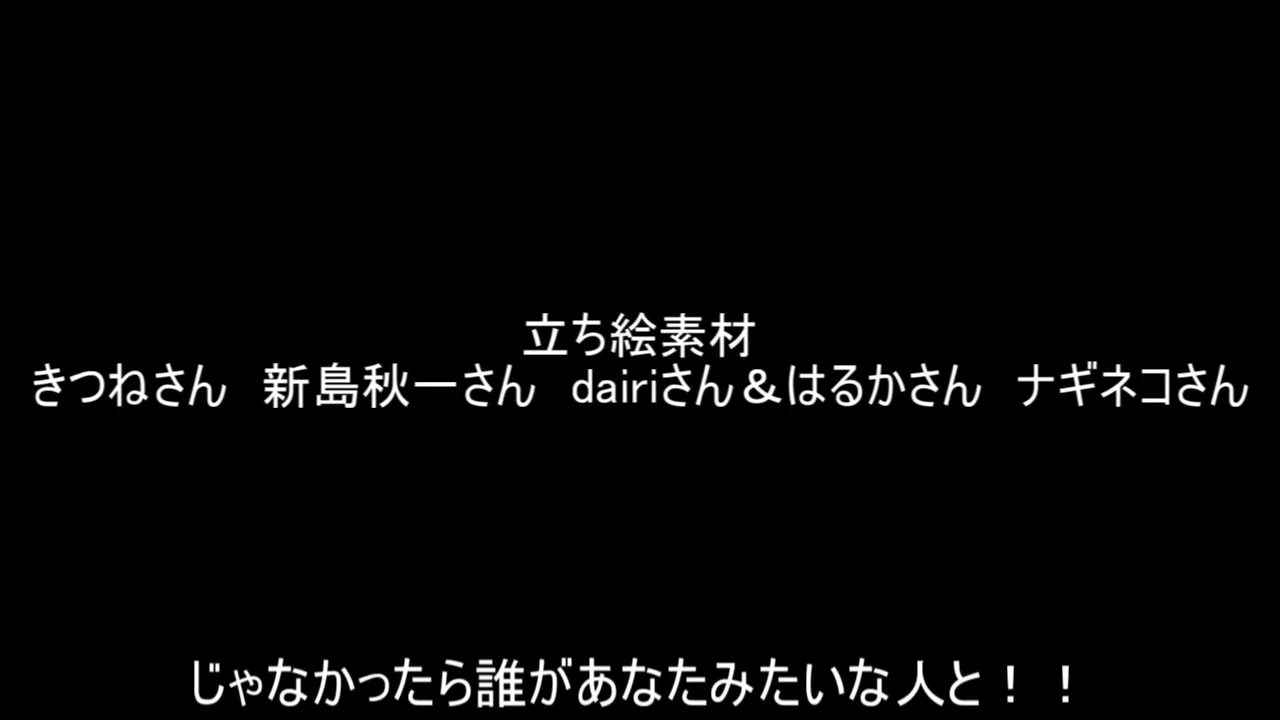 立ち絵素材
きつねさん　新島秋一さん　dairiさん＆はるかさん　ナギネコさん
じゃなかったら誰があなたみたいな人と！！